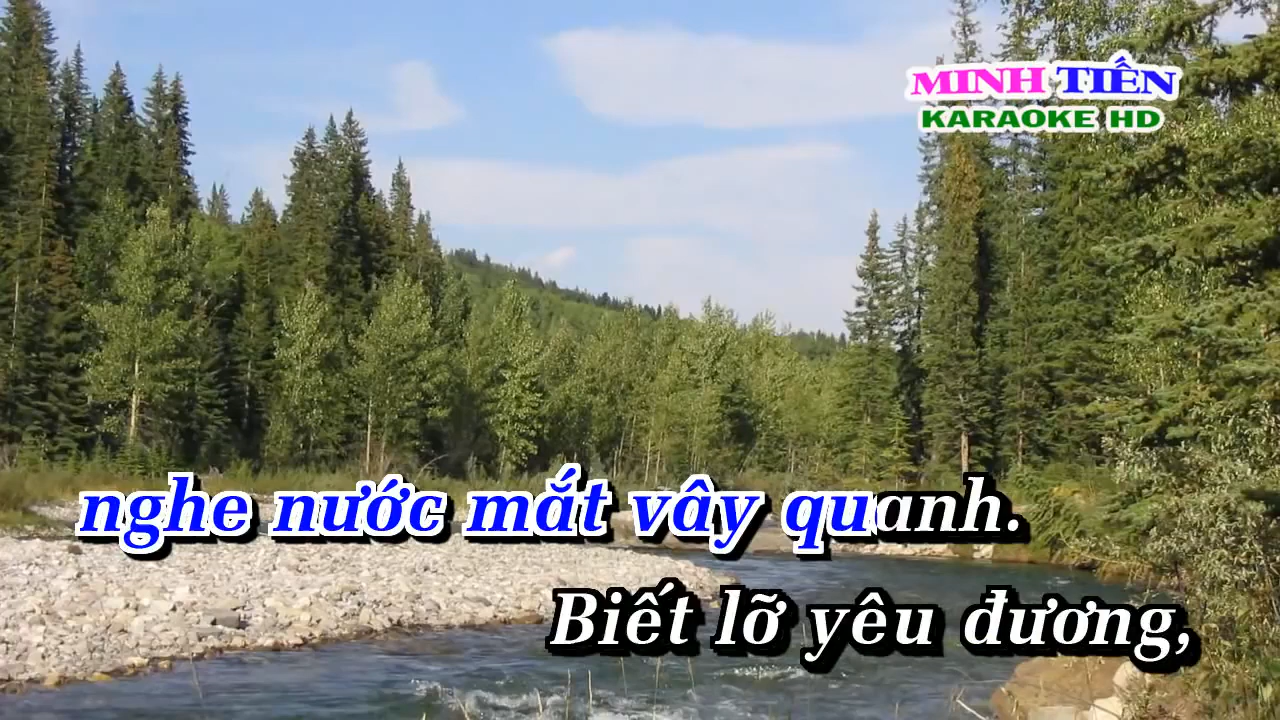 MINH TIẾN
KARAOKE HD
nghe nước mắt vây quanh.
Biết lỡ yêu đương,